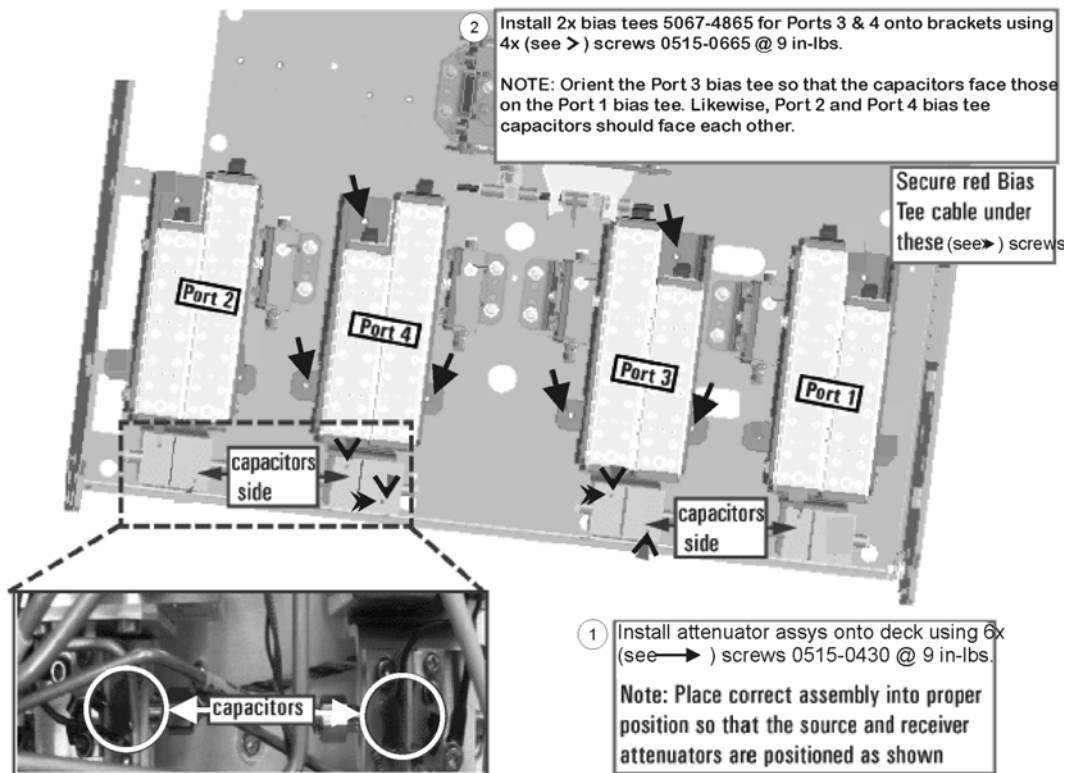 2
Install 2x bias tees 5067-4865 for Ports 3 & 4 onto brackets using
4x (see > ) screws 0515-0665 @ 9 in-lbs.
NOTE: Orient the Port 3 bias tee so that the capacitors face those
on the Port 1 bias tee. Likewise, Port 2 and Port 4 bias tee
capacitors should face each other.
Secure red Bias
Tee cable under
these (see ) screws
Port 2
Port 4
Port 3
Port 1
capacitors
side
capacitors
side
capacitors
1
Install attenuator assys onto deck using 6x
(see ) screws 0515-0430 @ 9 in-lbs.
Note: Place correct assembly into proper
position so that the source and receiver
attenuators are positioned as shown